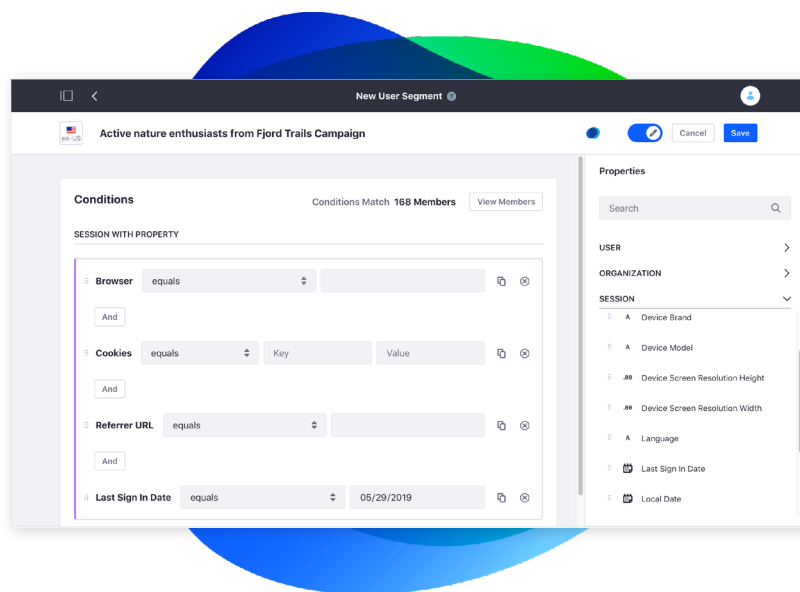 New User Segment ?
en-US
Active nature enthusiasts from Fjord Trails Campaign
Cancel
Save
Conditions
Conditions Match 168 Members
View Members
SESSION WITH PROPERTY
Browser equals
And
Cookies equals Key Value
And
Referrer URL equals
And
Last Sign In Date equals 05/29/2019
Properties
Search
USER
ORGANIZATION
SESSION
A Device Brand
A Device Model
.00 Device Screen Resolution Height
.00 Device Screen Resolution Width
A Language
Last Sign In Date
Local Date